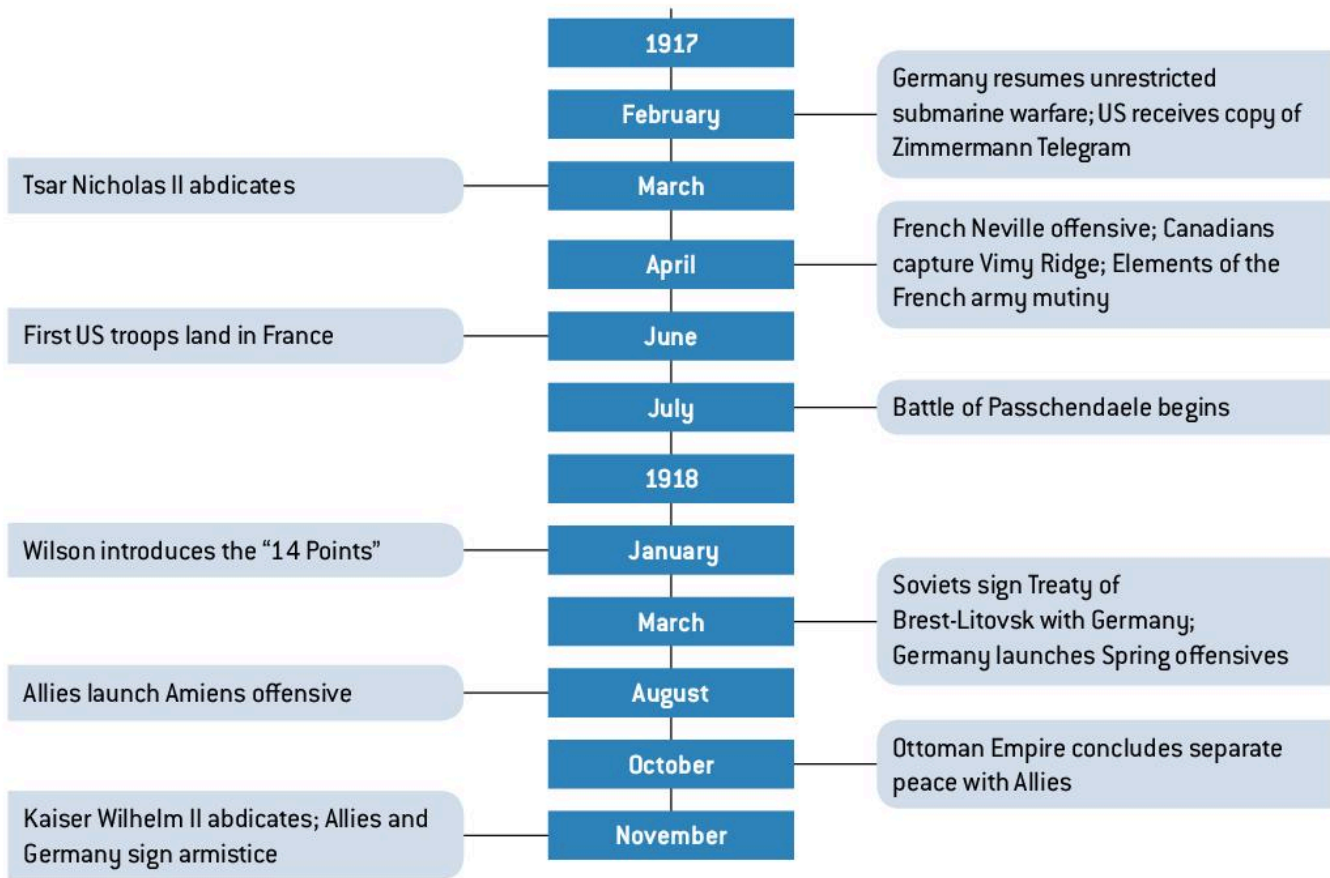 1917
February
Germany resumes unrestricted
submarine warfare; US receives copy of
Zimmermann Telegram
Tsar Nicholas II abdicates
March
April
French Neville offensive; Canadians
capture Vimy Ridge; Elements of the
French army mutiny
First US troops land in France
June
July
Battle of Passchendaele begins
1918
Wilson introduces the “14 Points”
January
March
Soviets sign Treaty of
Brest-Litovsk with Germany;
Germany launches Spring offensives
Allies launch Amiens offensive
August
October
Ottoman Empire concludes separate
peace with Allies
Kaiser Wilhelm II abdicates; Allies and
Germany sign armistice
November